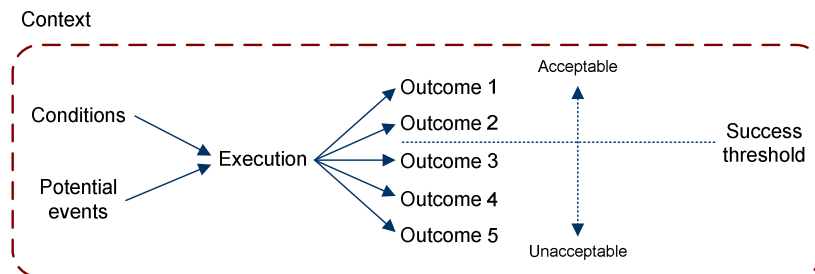 Context
Conditions
Potential
events
Execution
Outcome 1
Outcome 2
Outcome 3
Outcome 4
Outcome 5
Acceptable
Unacceptable
Success
threshold